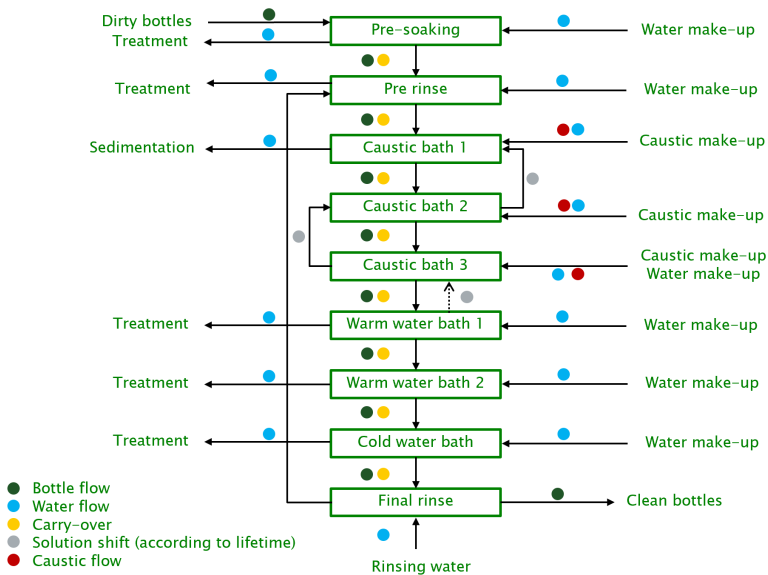 Dirty bottles
Pre-soaking
Water make-up
Treatment
Treatment
Pre rinse
Water make-up
Sedimentation
Caustic bath 1
Caustic make-up
Caustic bath 2
Caustic make-up
Caustic bath 3
Caustic make-up
Water make-up
Treatment
Warm water bath 1
Water make-up
Treatment
Warm water bath 2
Water make-up
Treatment
Cold water bath
Water make-up
Final rinse
Clean bottles
Rinsing water
Bottle flow
Water flow
Carry-over
Solution shift (according to lifetime)
Caustic flow